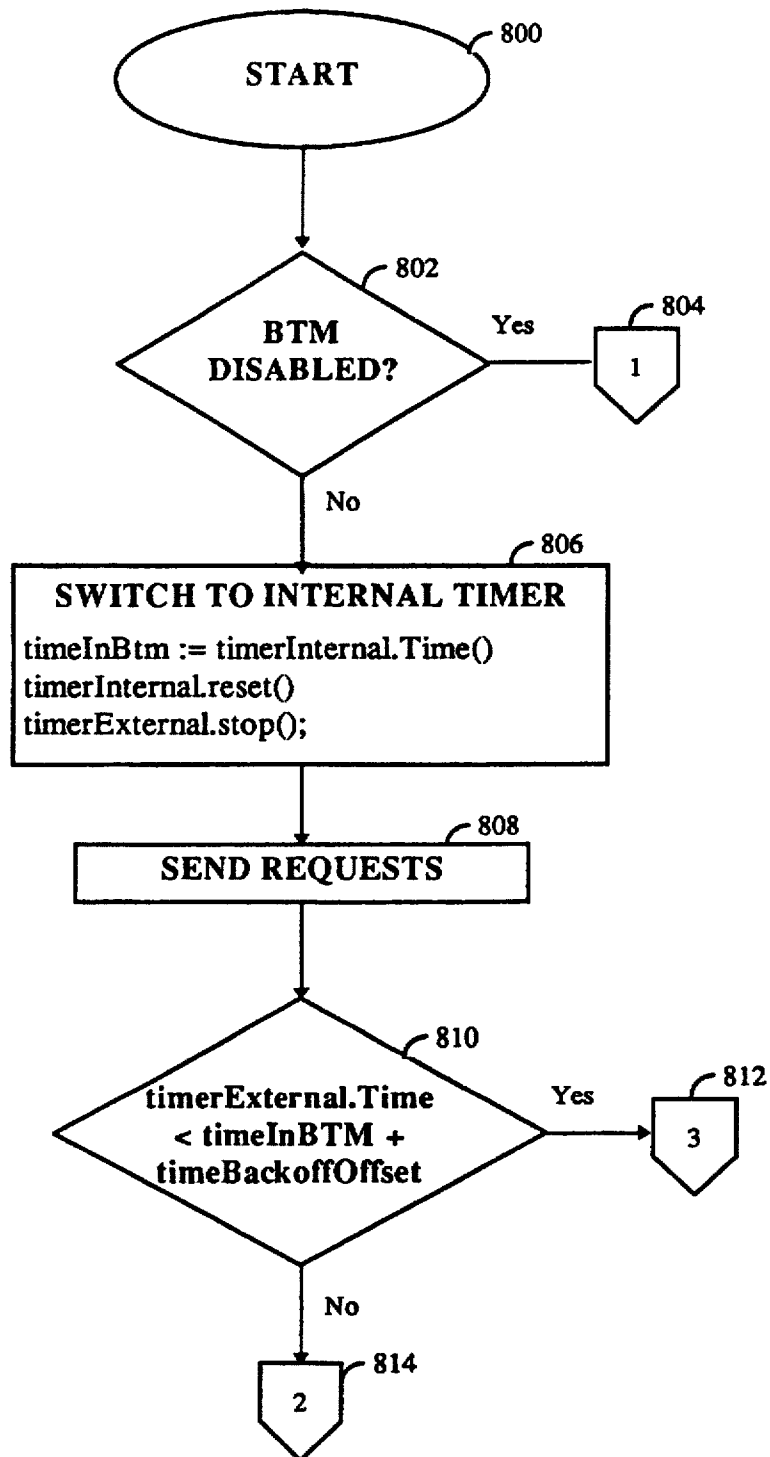 800
START
802
BTM
DISABLED?
Yes
804
1
No
806
SWITCH TO INTERNAL TIMER
timeInBtm := timerInternal.Time()
timerInternal.reset()
timerExternal.stop();
808
SEND REQUESTS
810
timerExternal.Time
< timeInBTM +
timeBackoffOffset
Yes
812
3
No
814
2